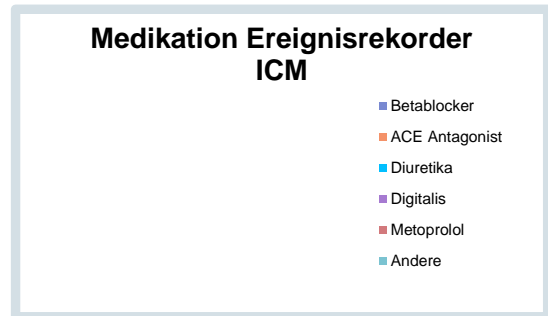 Medikation Ereignisrekorder
ICM
Betablocker
ACE Antagonist
Diuretika
Digitalis
Metoprolol
Andere